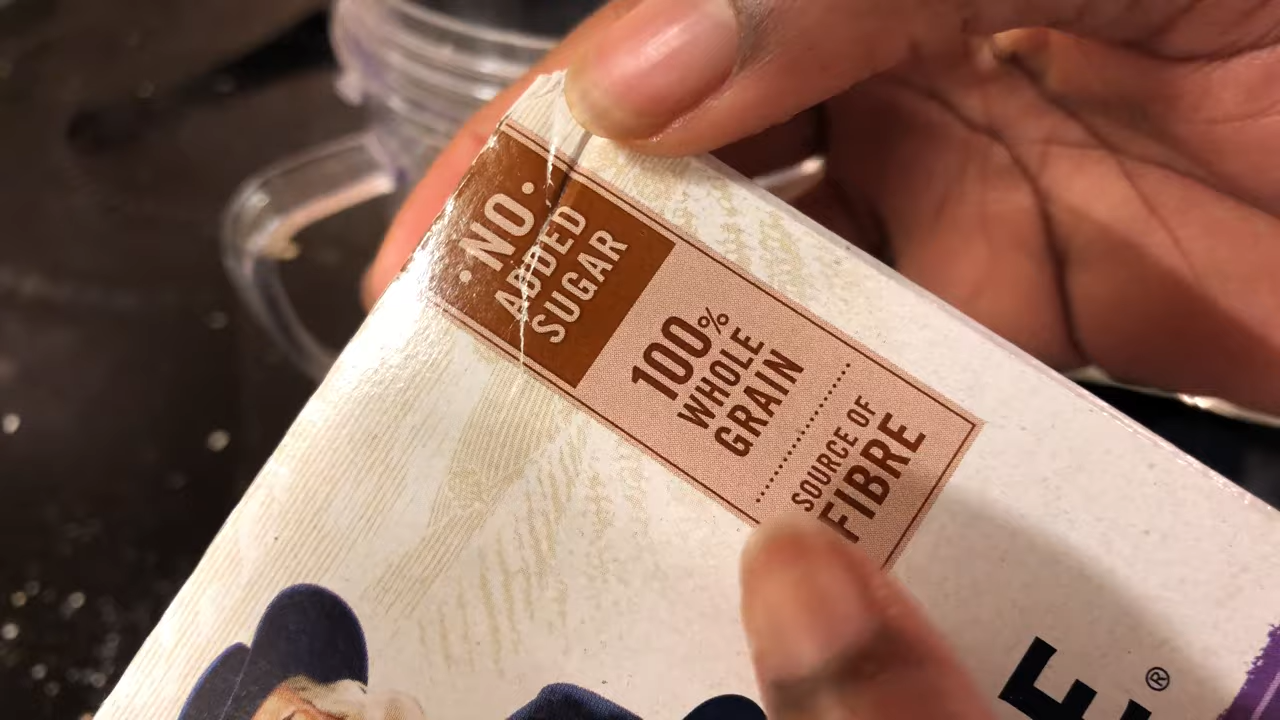 • NO •
ADDED
SUGAR
100%
WHOLE
GRAIN
SOURCE OF
FIBRE
E®